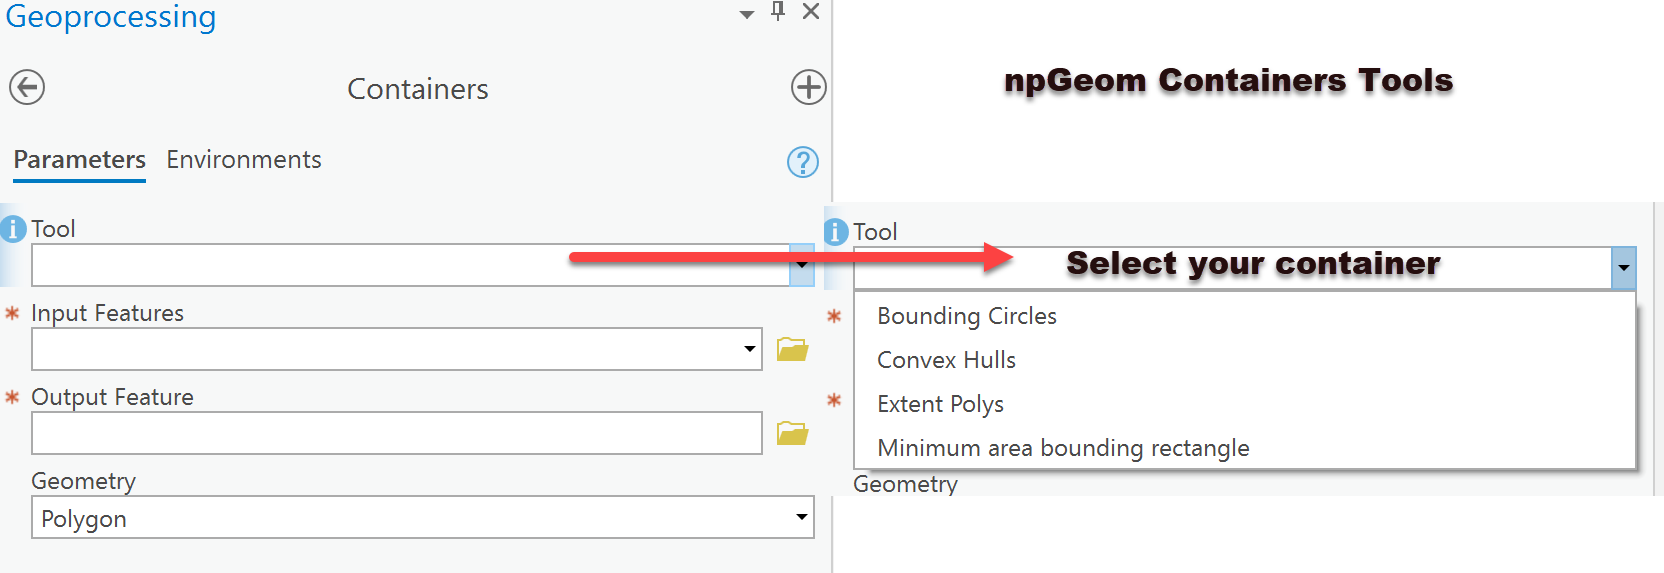 Geoprocessing
Containers
Parameters Environments
Tool
Input Features
Output Feature
Geometry
Polygon
npGeom Containers Tools
Tool
Select your container
Bounding Circles
Convex Hulls
Extent Polys
Minimum area bounding rectangle
Geometry